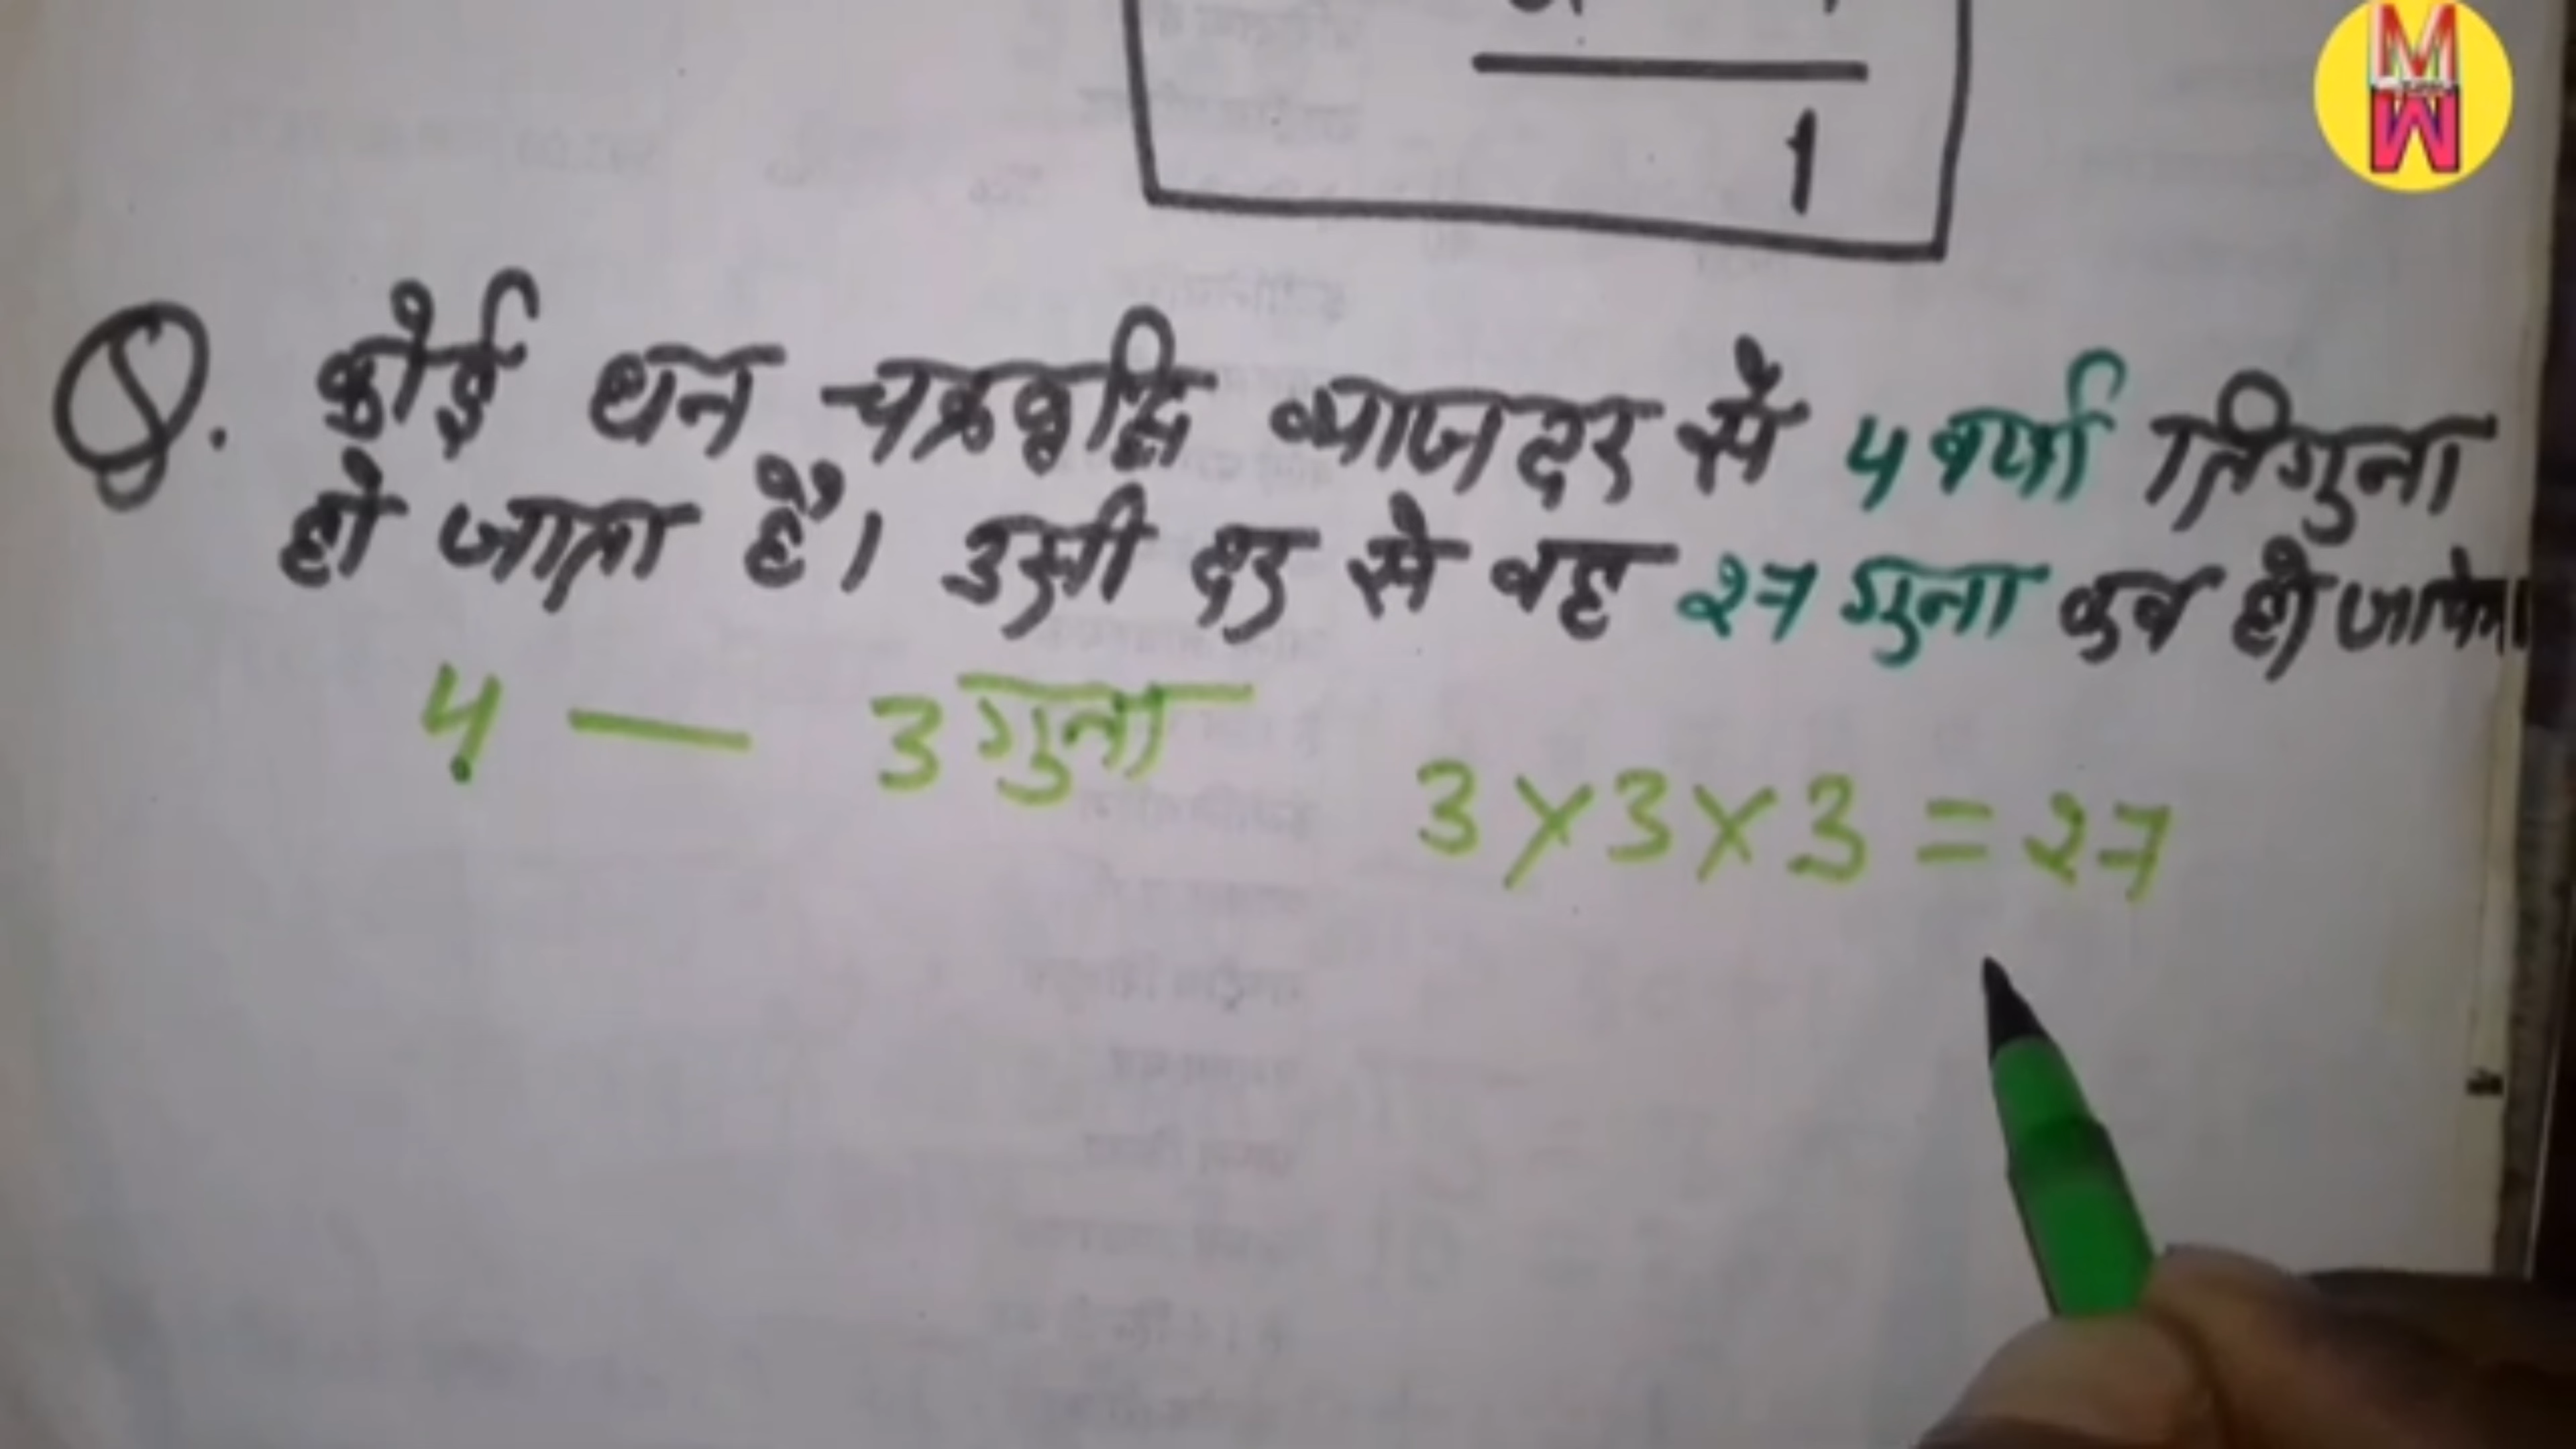 1
Q. कोई धन चक्रवृद्धि ब्याज दर से 4 वर्षो तिगुना
हो जाता है। उसी दर से वह 27 गुना कब हो
4 — 3 गुना
3 × 3 × 3 = 27
M
W